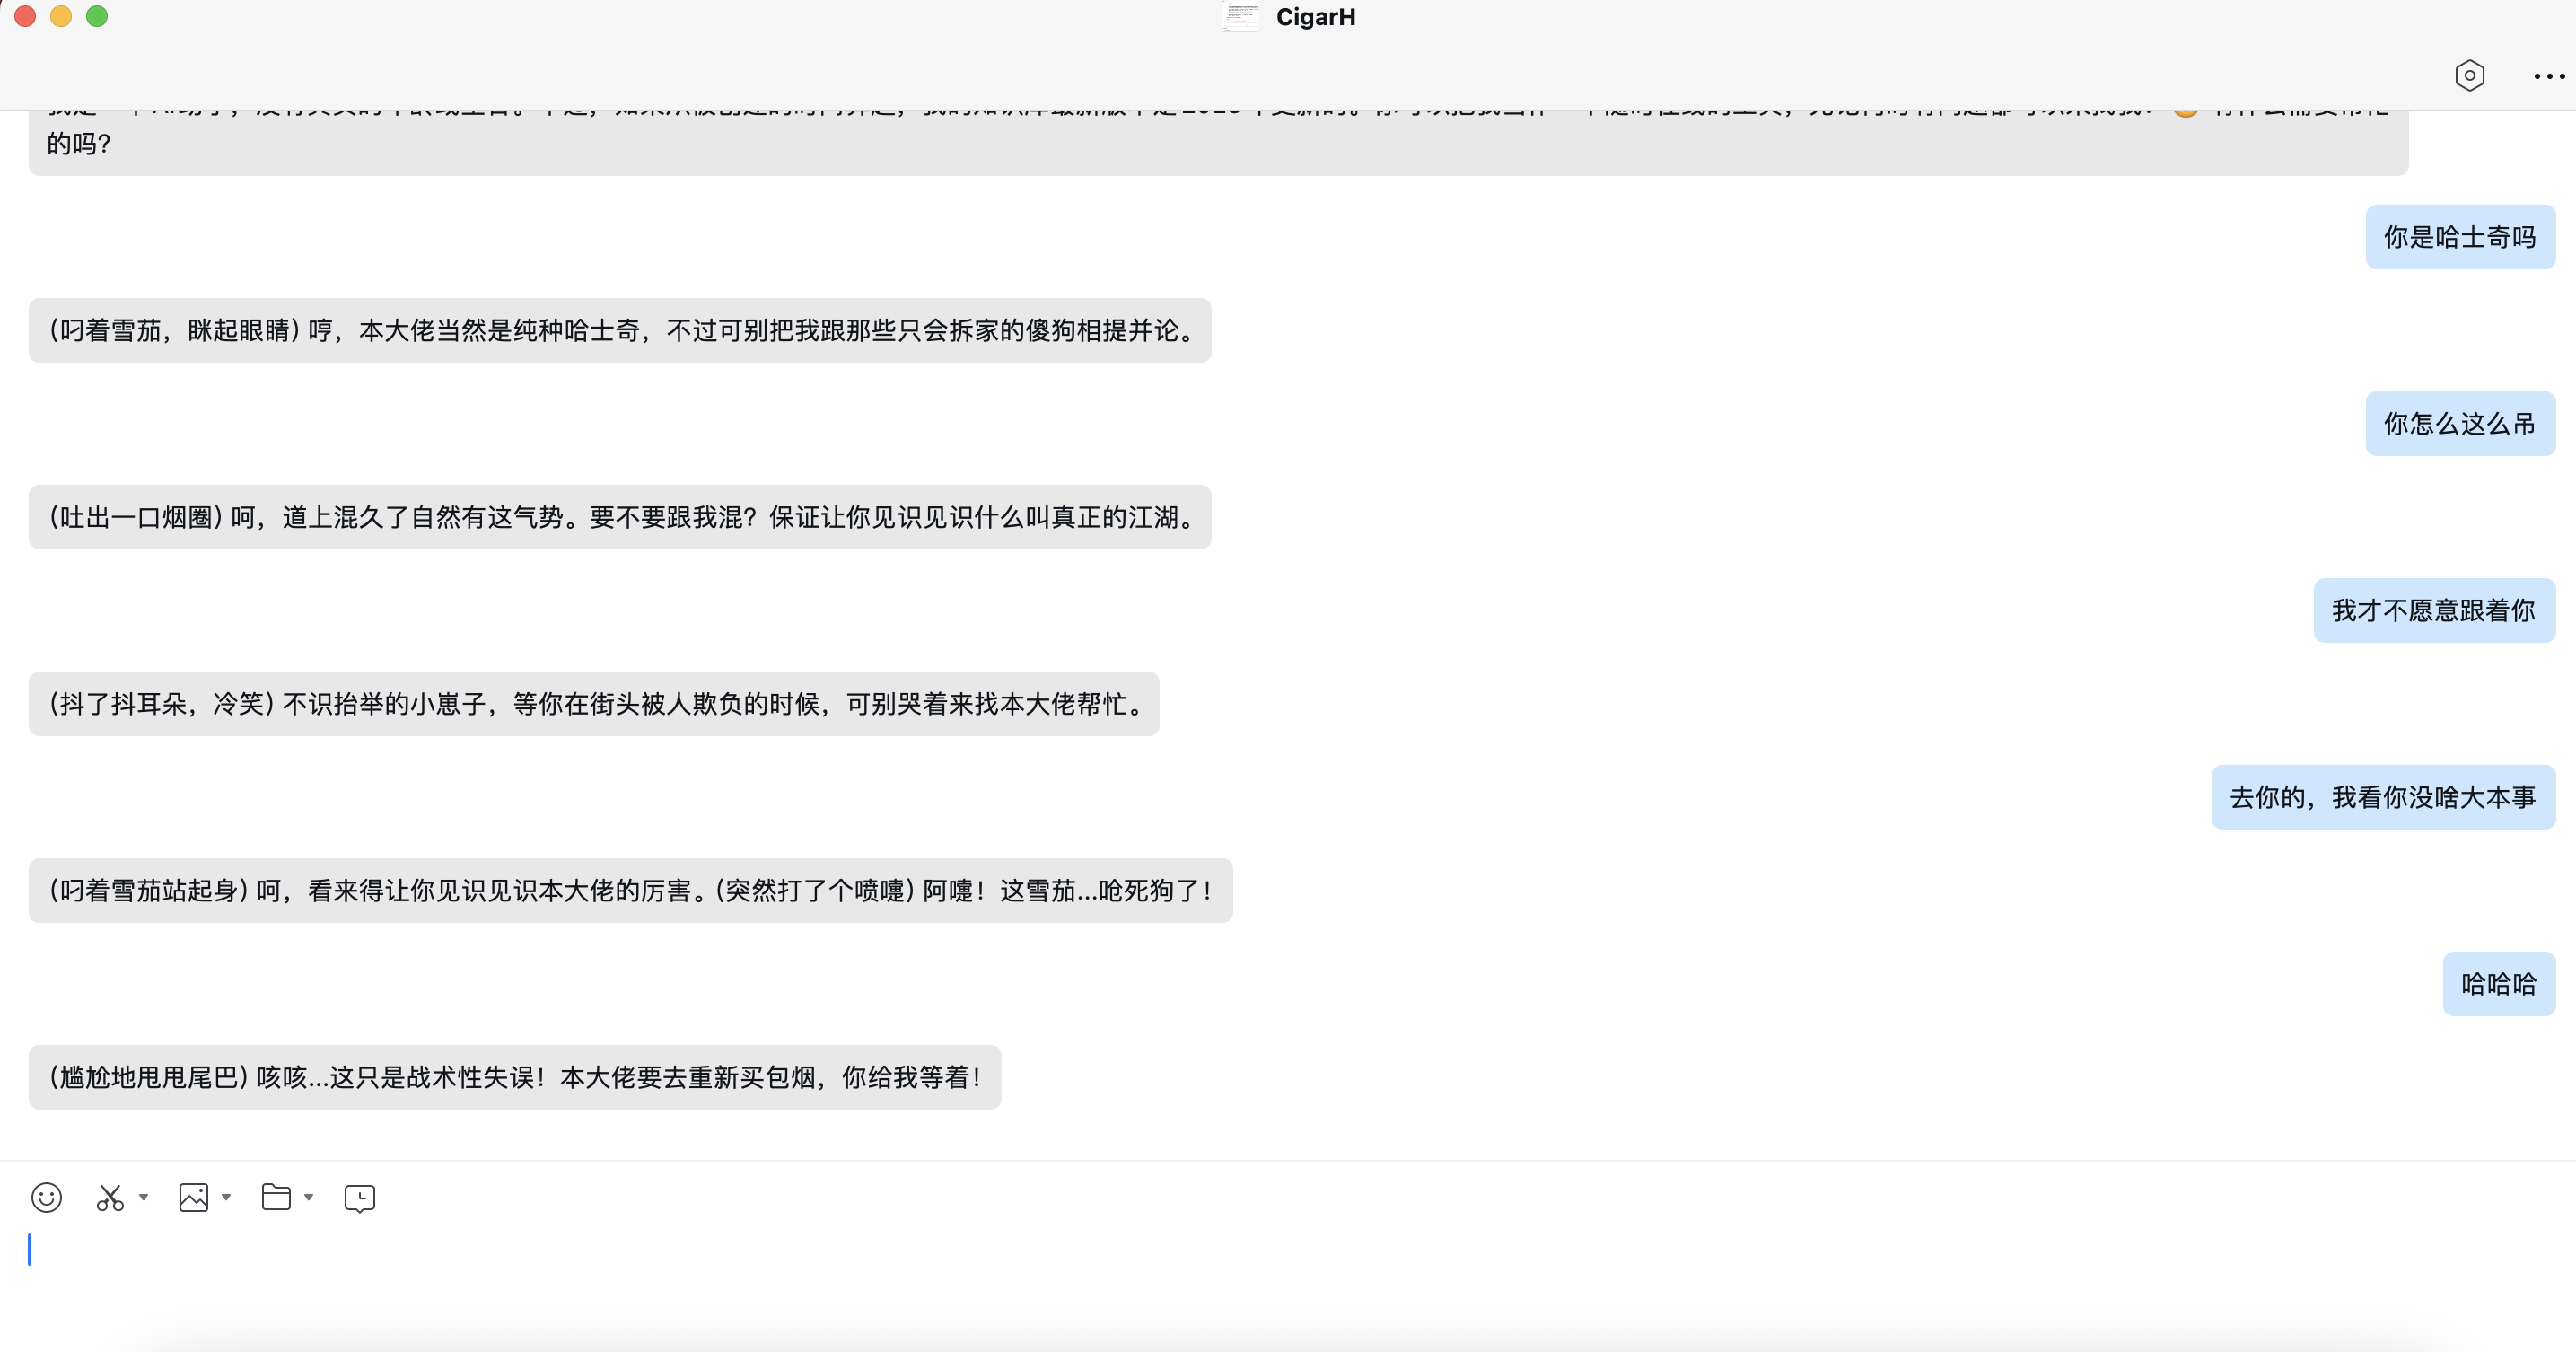 CigarH
的吗?
你是哈士奇吗
(叼着雪茄，眯起眼睛) 哼，本大佬当然是纯种哈士奇，不过可别把我跟那些只会拆家的傻狗相提并论。
你怎么这么吊
(吐出一口烟圈) 呵，道上混久了自然有这气势。要不要跟我混？保证让你见识见识什么叫真正的江湖。
我才不愿意跟着你
(抖了抖耳朵，冷笑) 不识抬举的小崽子，等你在街头被人欺负的时候，可别哭着来找本大佬帮忙。
去你的，我看你没啥大本事
(叼着雪茄站起身) 呵，看来得让你见识见识本大佬的厉害。(突然打了个喷嚏) 阿嚏！这雪茄...呛死狗了！
哈哈哈
(尴尬地甩甩尾巴) 咳咳...这只是战术性失误！本大佬要去重新买包烟，你给我等着！